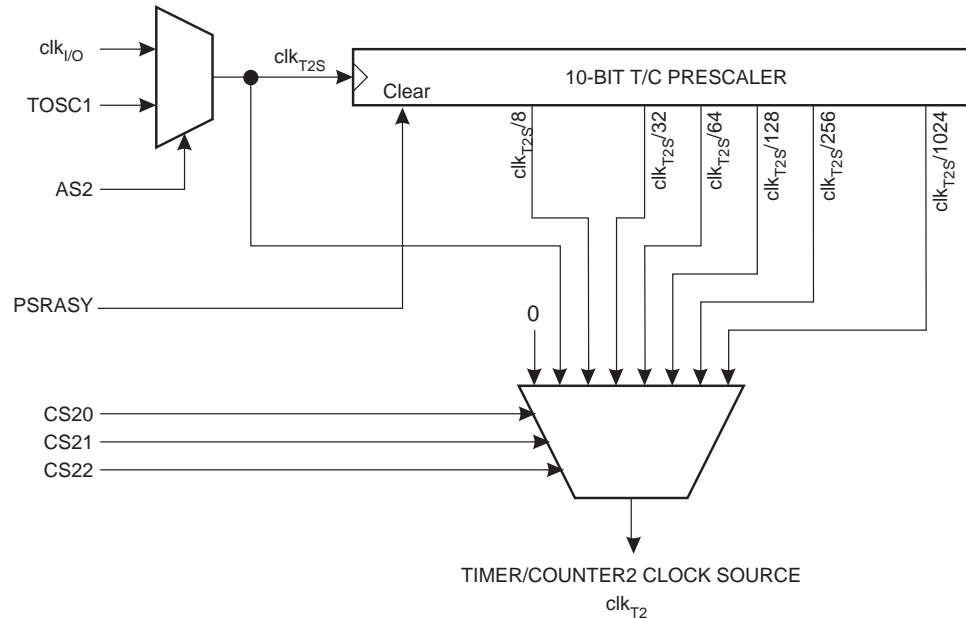 clkI/O
clkT2S
10-BIT T/C PRESCALER
TOSC1
Clear
clkT2S/8
clkT2S/32
clkT2S/64
clkT2S/128
clkT2S/256
clkT2S/1024
AS2
PSRASY
0
CS20
CS21
CS22
TIMER/COUNTER2 CLOCK SOURCE
clkT2